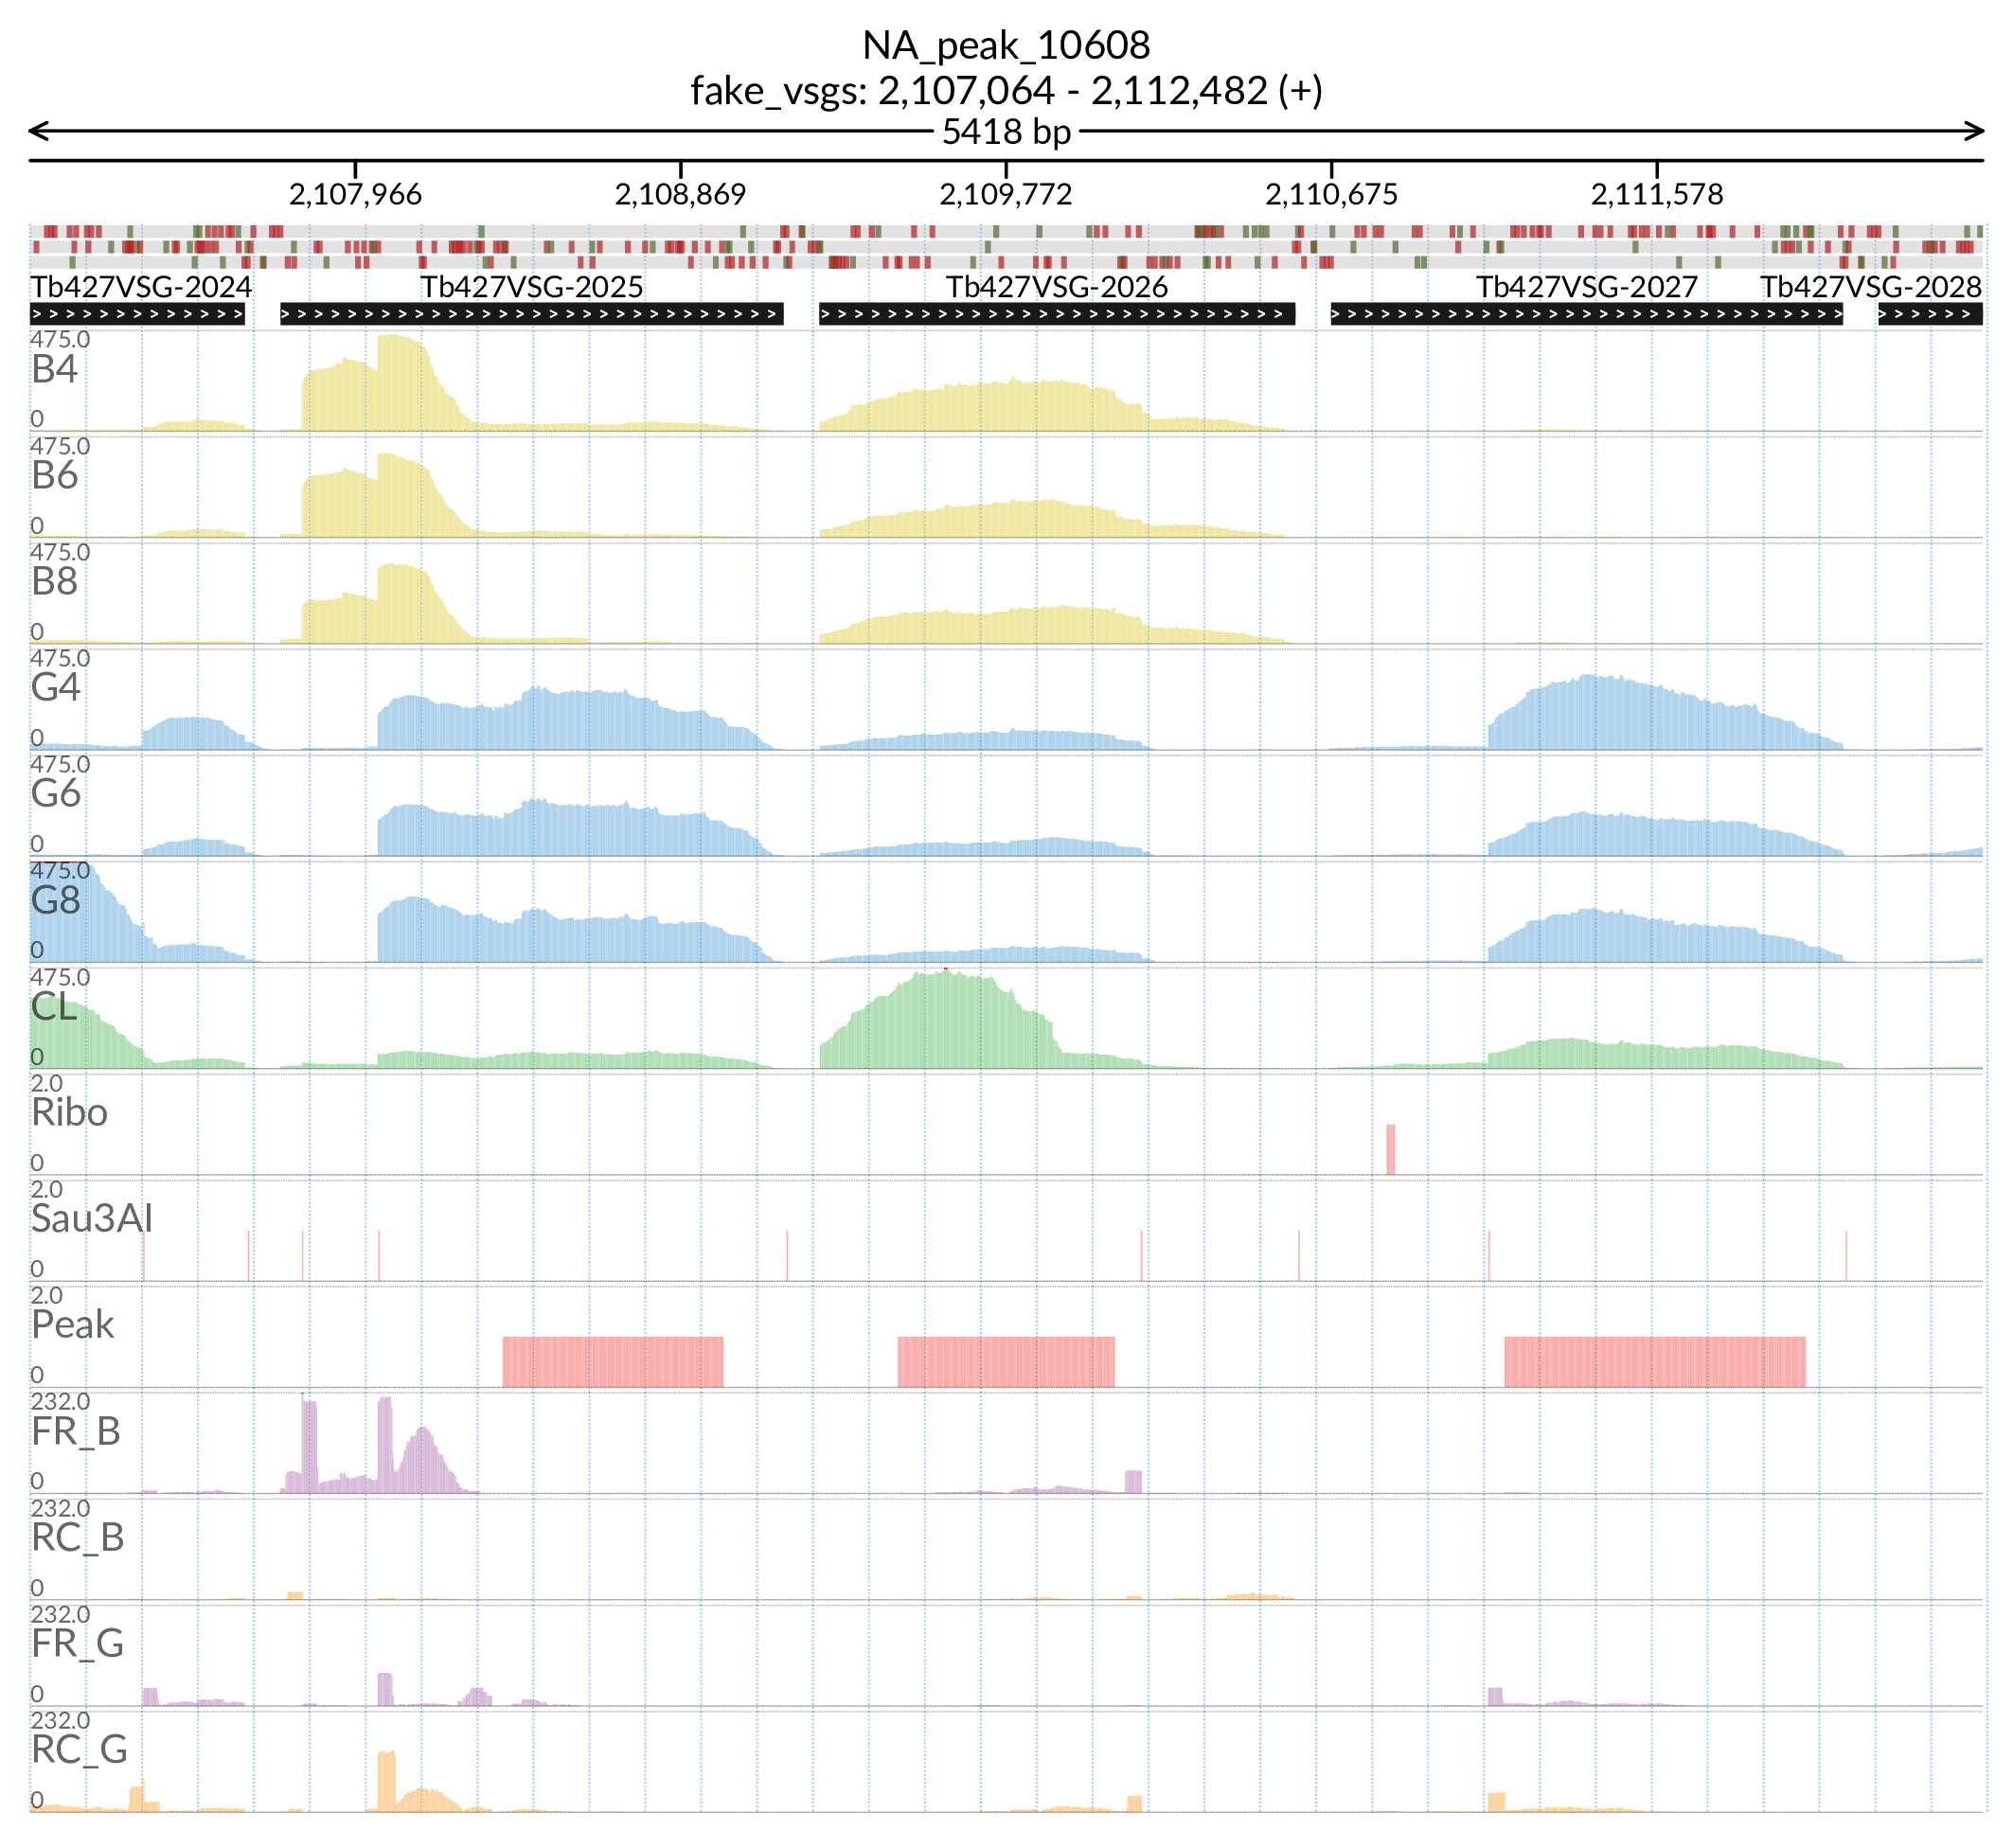 NA_peak_10608
fake_vsgs: 2,107,064 - 2,112,482 (+)
5418 bp
2,107,966 2,108,869 2,109,772 2,110,675 2,111,578
Tb427VSG-2024 Tb427VSG-2025 Tb427VSG-2026 Tb427VSG-2027 Tb427VSG-2028
475.0
B4
0
475.0
B6
0
475.0
B8
0
475.0
G4
0
475.0
G6
0
475.0
G8
0
475.0
CL
0
2.0
Ribo
0
2.0
Sau3AI
0
2.0
Peak
0
232.0
FR_B
0
232.0
RC_B
0
232.0
FR_G
0
232.0
RC_G
0